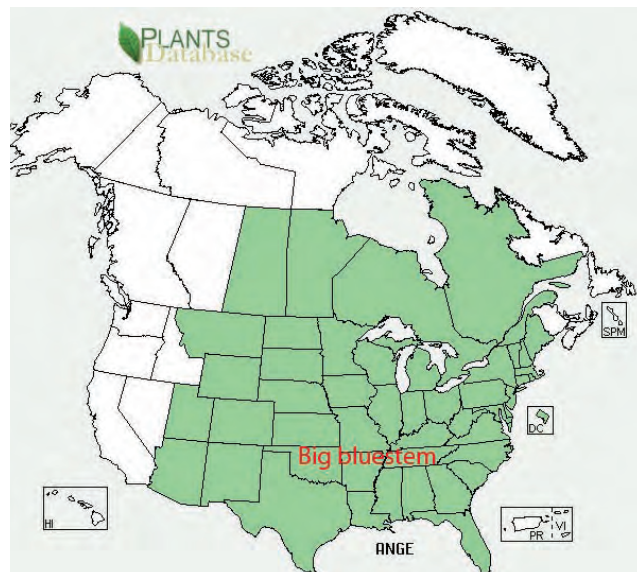 PLANTS
Database
SPM
DC
Big bluestem
HI
PR
VI
ANGE